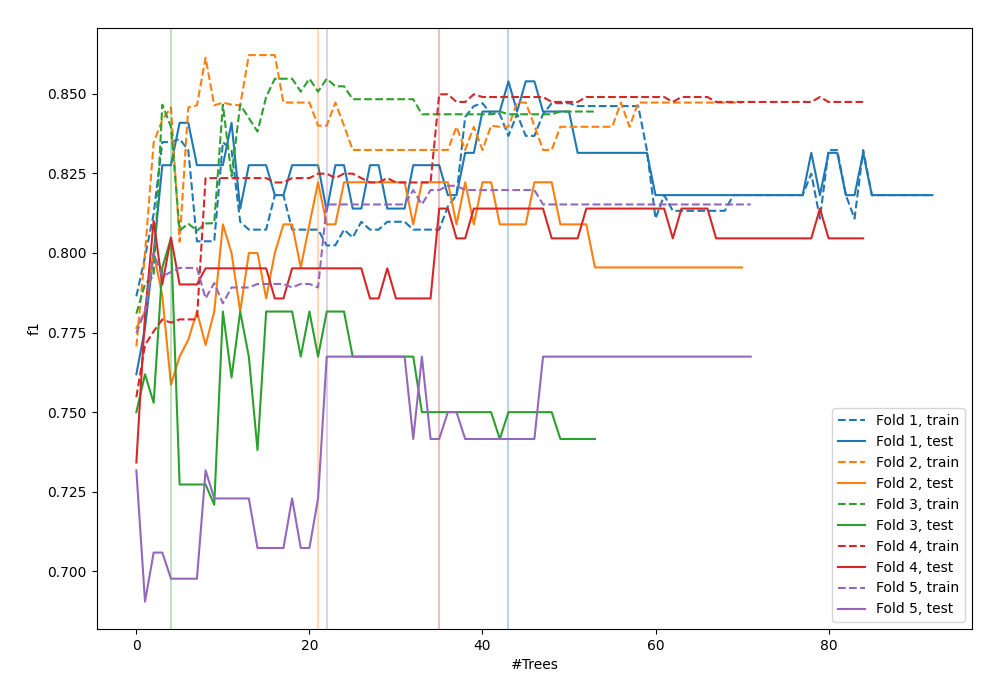 0.850
0.825
0.800
0.775
0.750
0.725
0.700
f1
0
20
40
60
80
#Trees
Fold 1, train
Fold 1, test
Fold 2, train
Fold 2, test
Fold 3, train
Fold 3, test
Fold 4, train
Fold 4, test
Fold 5, train
Fold 5, test